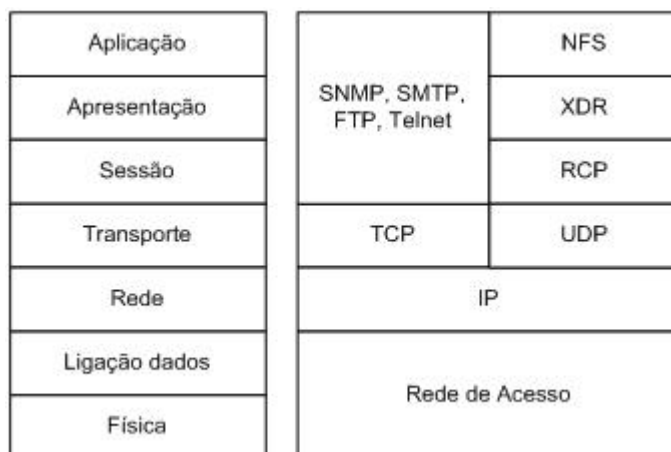 Aplicação
Apresentação
Sessão
Transporte
Rede
Ligação dados
Física
SNMP, SMTP,
FTP, Telnet
NFS
XDR
RCP
TCP
UDP
IP
Rede de Acesso